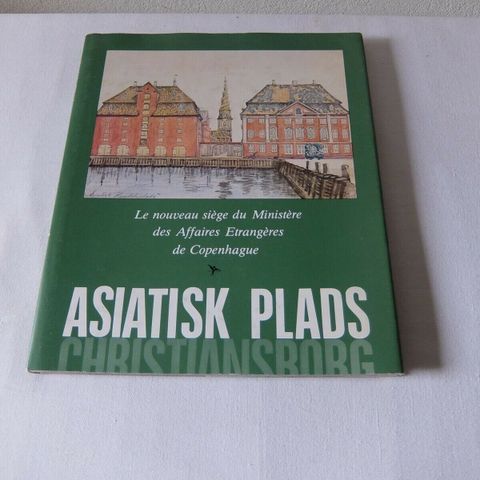 Le nouveau siège du Ministère
des Affaires Etrangères
de Copenhague
ASIATISK PLADS
CHRISTIANSBORG